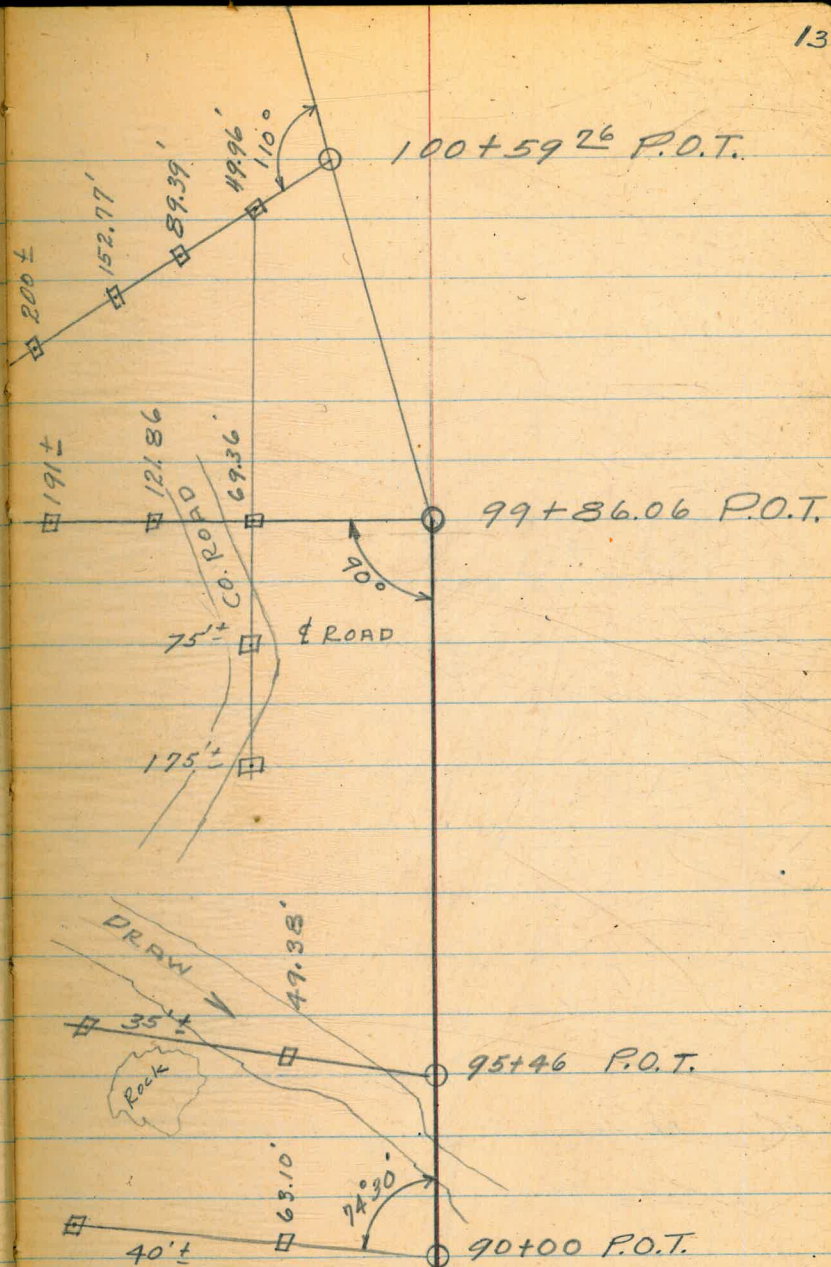 13
100+59 26 P.O.T.
110°
49.96'
89.39'
152.77'
200±
99+86.06 P.O.T.
69.36'
121.86
191±
CO. ROAD
90°
75'±
℄ ROAD
175'±
DRAW
49.38'
35'±
Rock
95+46 P.O.T.
63.10'
74°30'
40'±
90+00 P.O.T.